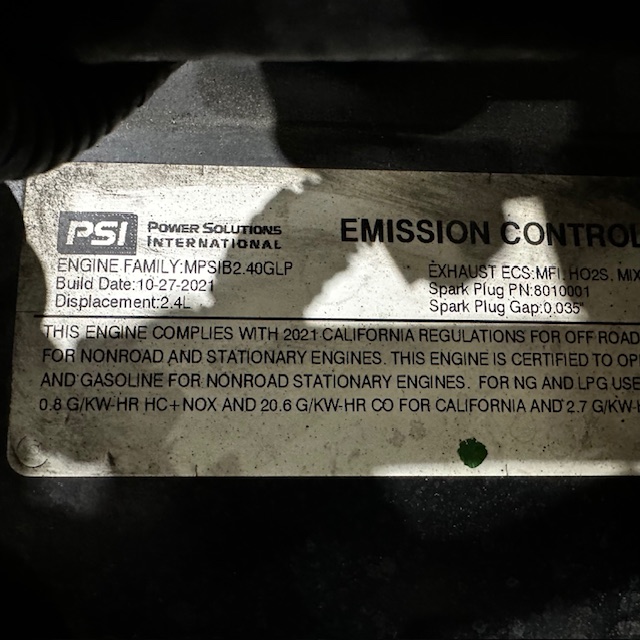 PSI POWER SOLUTIONS INTERNATIONAL
EMISSION CONTROL
ENGINE FAMILY:MPSIB2.40GLP
Build Date:10-27-2021
Displacement:2.4L
EXHAUST ECS:MFI, HO2S, MIX
Spark Plug PN:8010001
Spark Plug Gap:0.035"
THIS ENGINE COMPLIES WITH 2021 CALIFORNIA REGULATIONS FOR OFF ROAD
FOR NONROAD AND STATIONARY ENGINES. THIS ENGINE IS CERTIFIED TO OP
AND GASOLINE FOR NONROAD STATIONARY ENGINES. FOR NG AND LPG USE
0.8 G/KW-HR HC+NOX AND 20.6 G/KW-HR CO FOR CALIFORNIA AND 2.7 G/KW-H